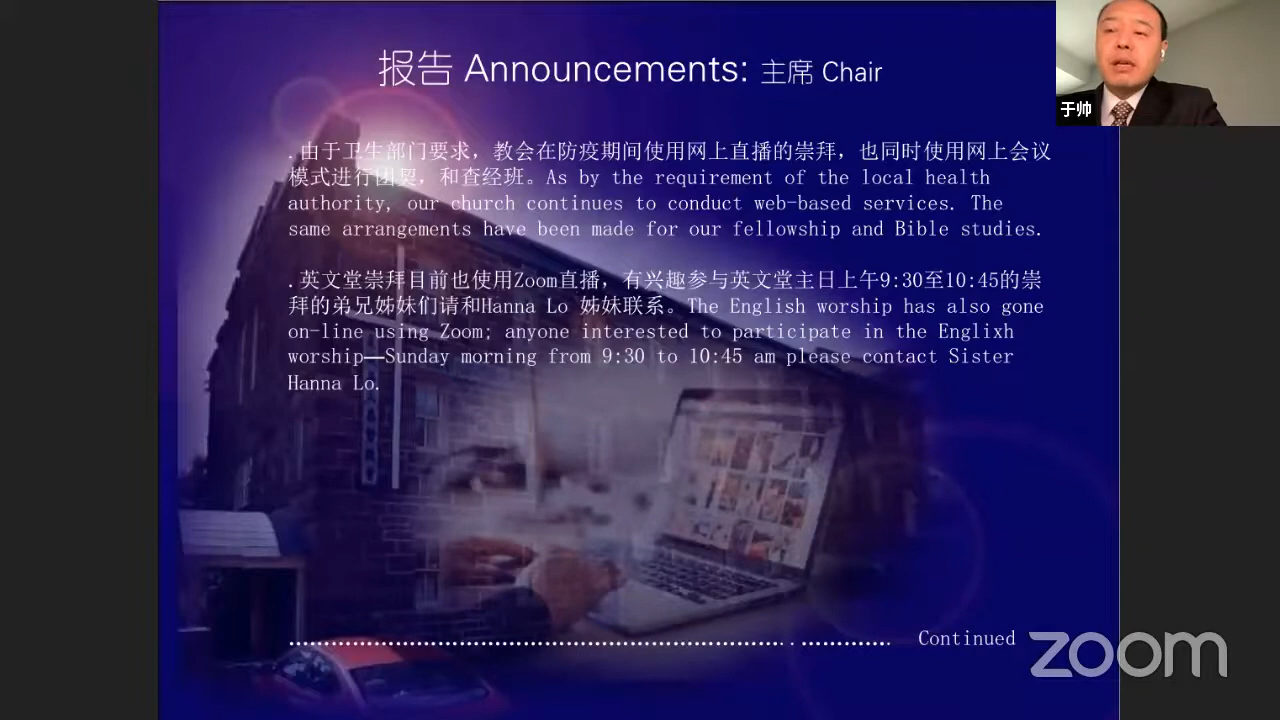 报告 Announcements: 主席 Chair
于帅
.由于卫生部门要求，教会在防疫期间使用网上直播的崇拜，也同时使用网上会议
模式进行团契，和查经班。As by the requirement of the local health
authority, our church continues to conduct web-based services. The
same arrangements have been made for our fellowship and Bible studies.
.英文堂崇拜目前也使用Zoom直播，有兴趣参与英文堂主日上午9:30至10:45的崇
拜的弟兄姊妹们请和Hanna Lo 姊妹联系。The English worship has also gone
on-line using Zoom; anyone interested to participate in the Englixh
worship—Sunday morning from 9:30 to 10:45 am please contact Sister
Hanna Lo.
Continued
zoom